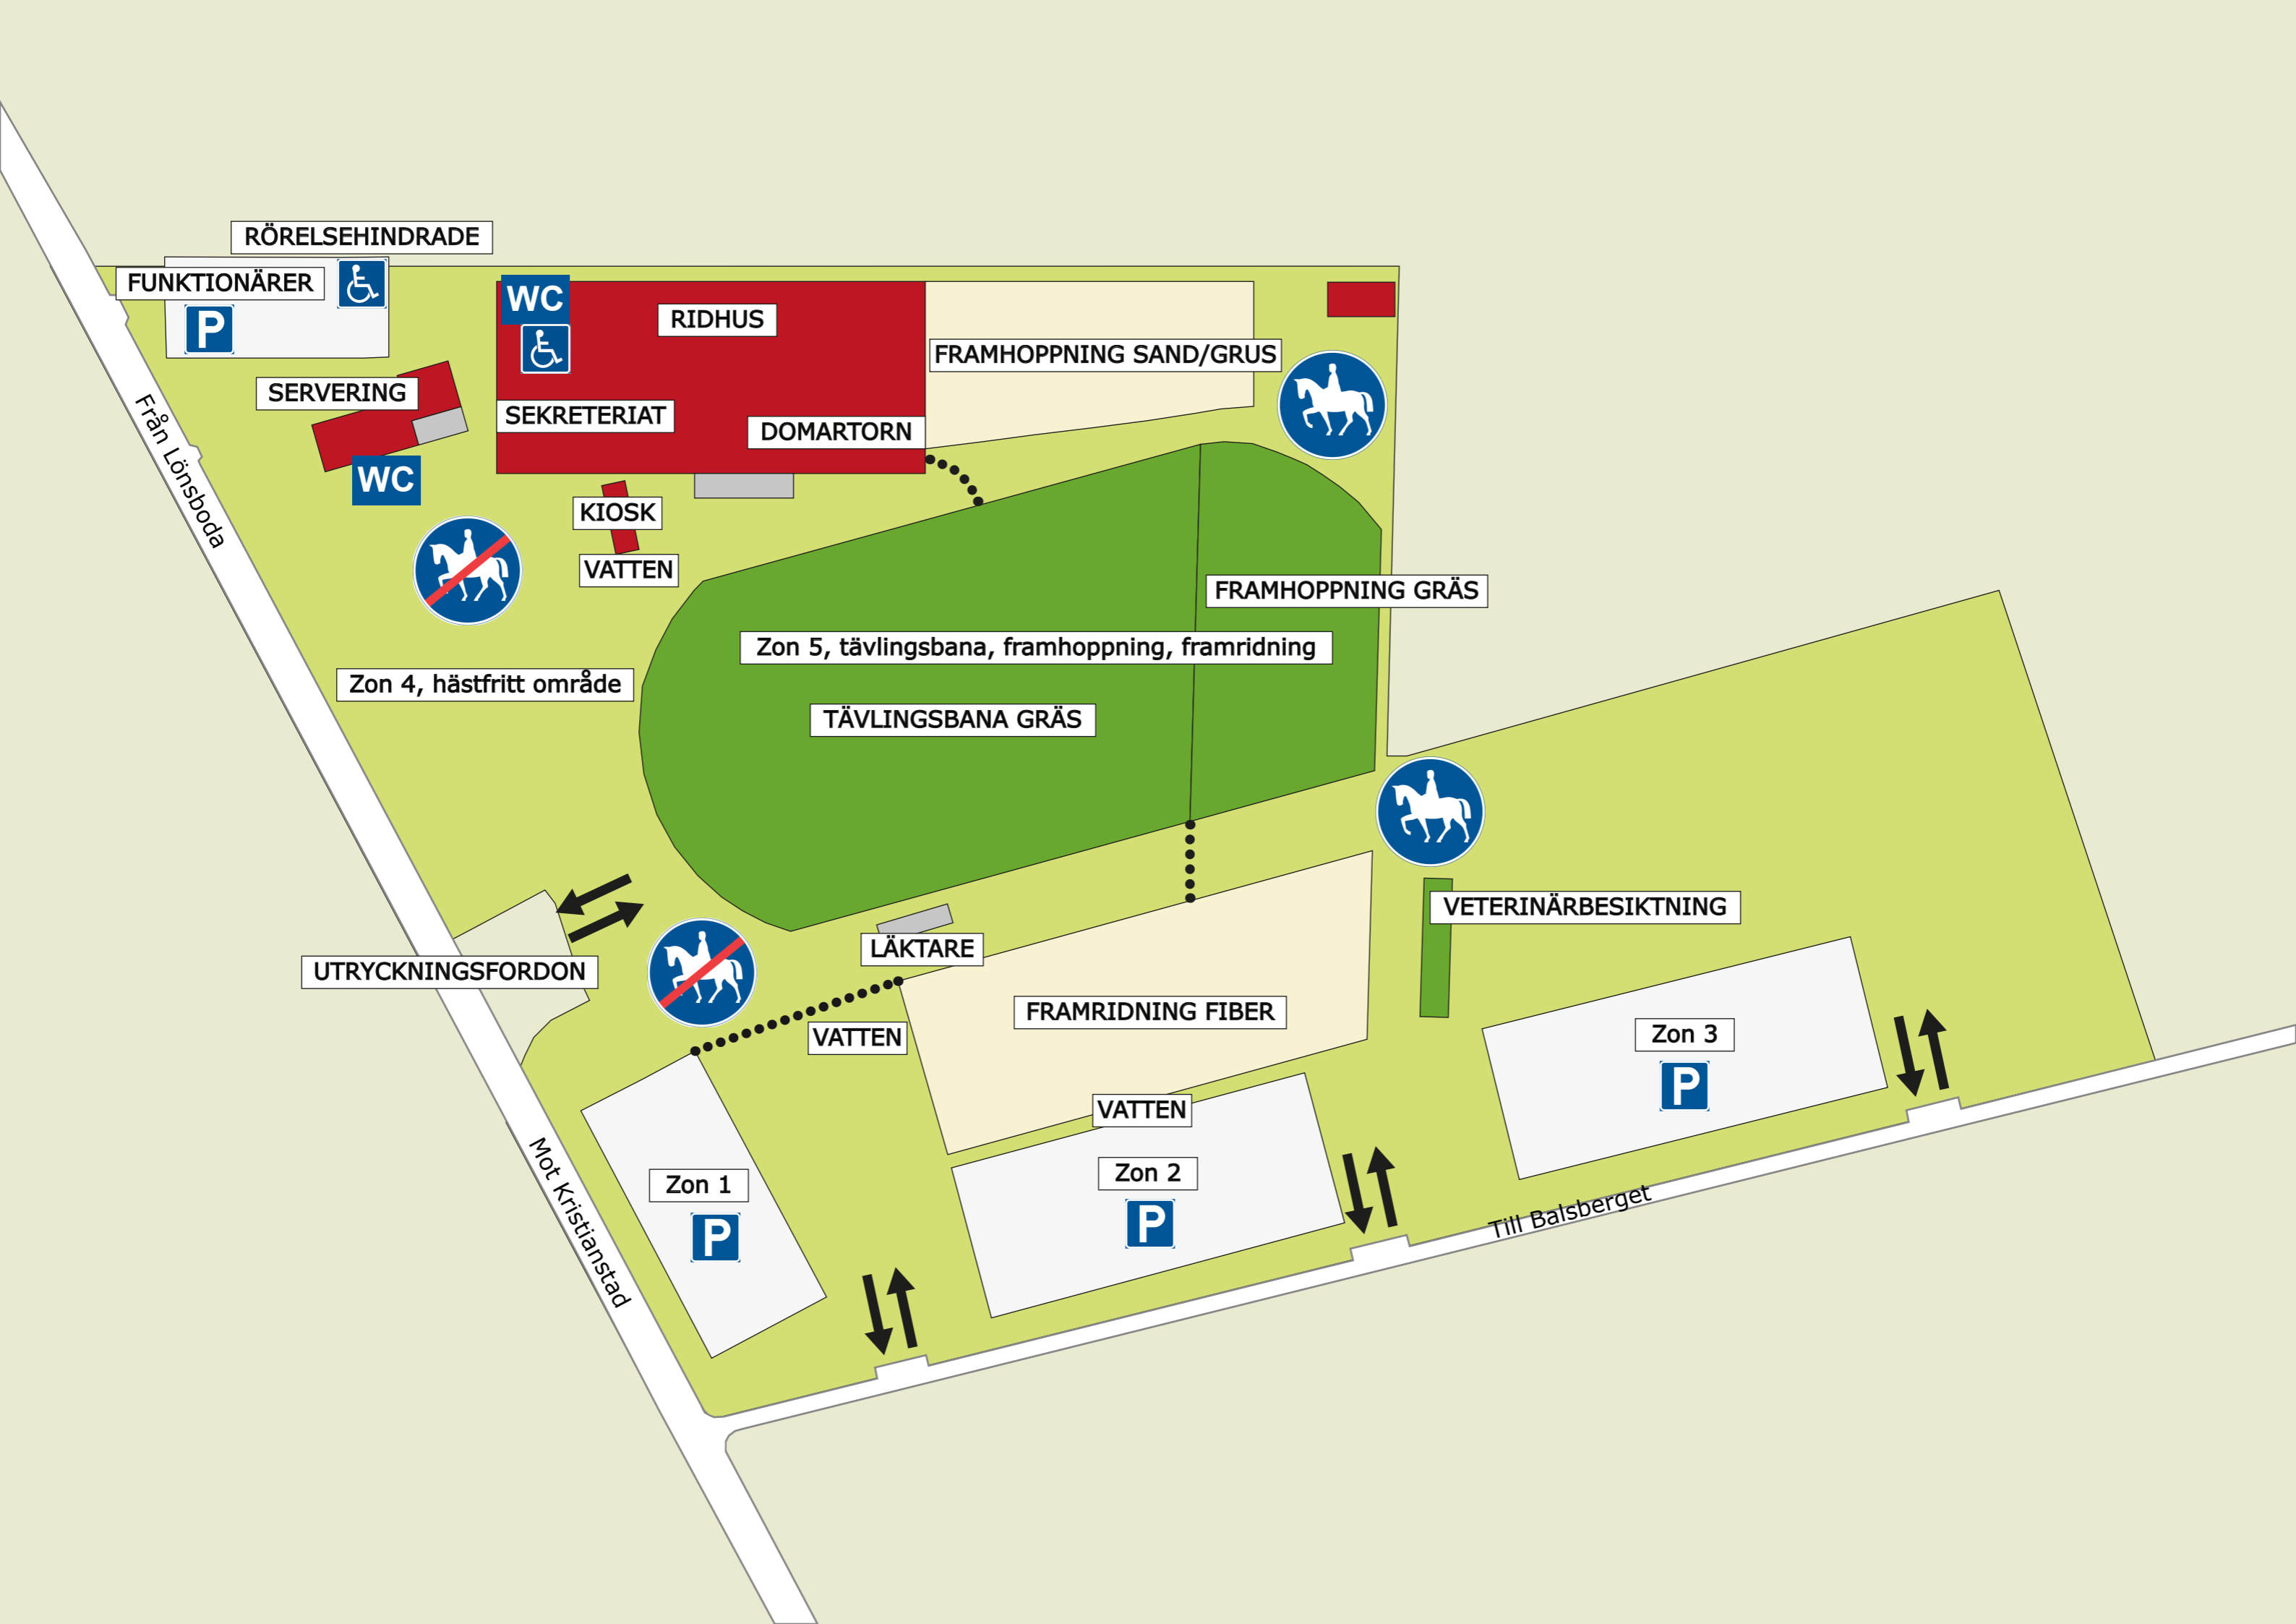 RÖRELSEHINDRADE
FUNKTIONÄRER
P
WC
RIDHUS
FRAMHOPPNING SAND/GRUS
SERVERING
SEKRETERIAT
DOMARTORN
WC
KIOSK
VATTEN
Från Lönsboda
FRAMHOPPNING GRÄS
Zon 5, tävlingsbana, framhoppning, framridning
Zon 4, hästfritt område
TÄVLINGSBANA GRÄS
VETERINÄRBESIKTNING
LÄKTARE
UTRYCKNINGSFORDON
FRAMRIDNING FIBER
VATTEN
Zon 3
P
VATTEN
Zon 2
P
Zon 1
P
Mot Kristianstad
Till Balsberget